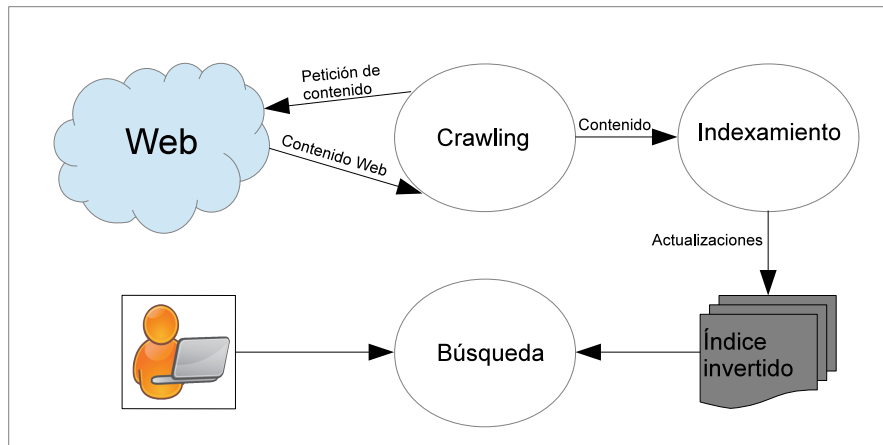 Petición de
contenido
Web
Contenido Web
Crawling
Contenido
Indexamiento
Actualizaciones
Búsqueda
Índice
invertido